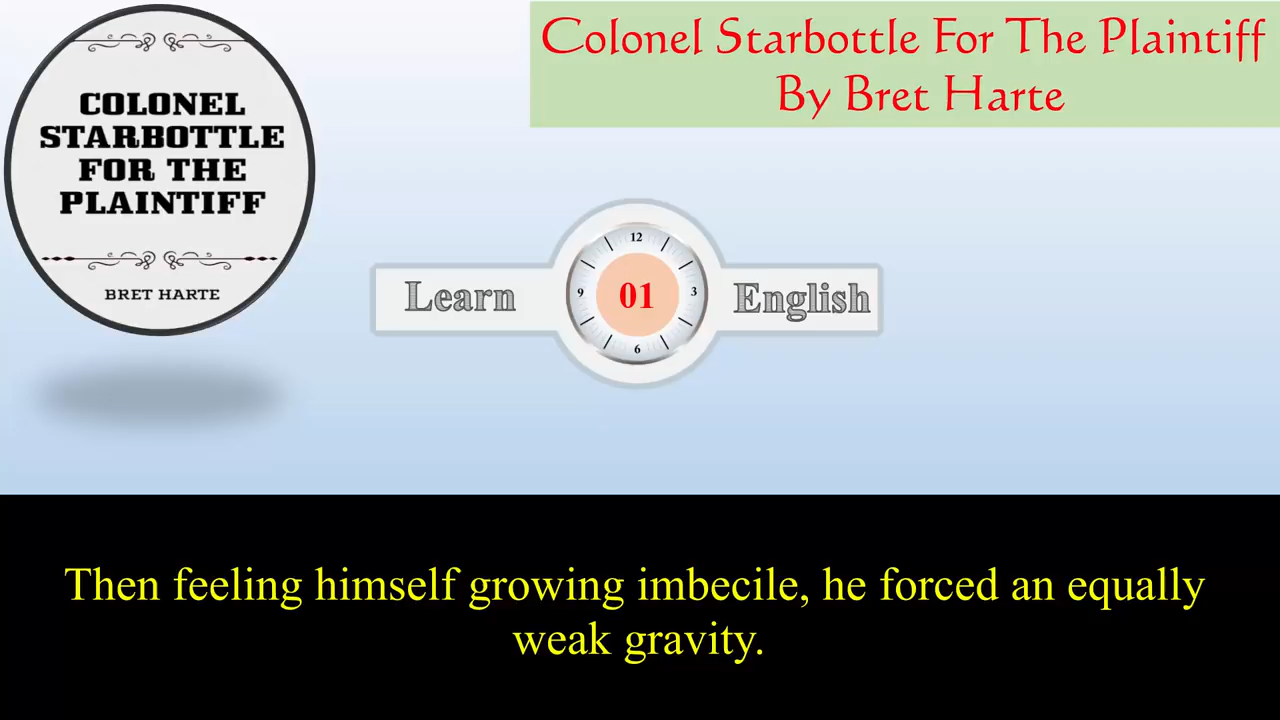 COLONEL
STARBOTTLE
FOR THE
PLAINTIFF
BRET HARTE
Colonel Starbottle For The Plaintiff
By Bret Harte
Learn
12
9
01
3
6
English
Then feeling himself growing imbecile, he forced an equally
weak gravity.